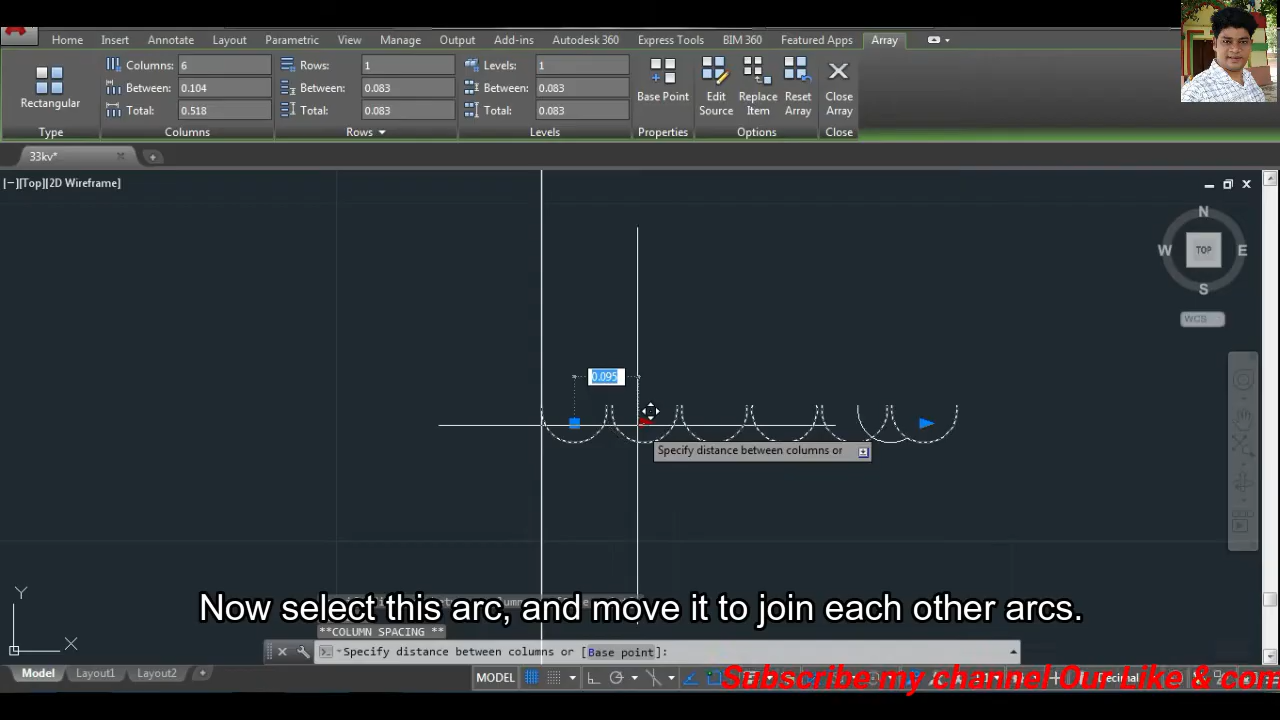 Home Insert Annotate Layout Parametric View Manage Output Add-ins Autodesk 360 Express Tools BIM 360 Featured Apps Array
Columns: 6 Rows: 1 Levels: 1
Between: 0.104 Between: 0.083 Between: 0.083
Total: 0.518 Total: 0.083 Total: 0.083
Rectangular
Base Point
Edit Source
Replace Item
Reset Array
Close Array
Type Columns Rows Levels Properties Options Close
33kv*
[−][Top][2D Wireframe]
N
W TOP E
S
WCS
0.095
Specify distance between columns or
Now select this arc, and move it to join each other arcs.
Y
X
**COLUMN SPACING **
Specify distance between columns or [Base point]:
Model Layout1 Layout2 + MODEL
Decimal
Subscribe my channel Our Like & com